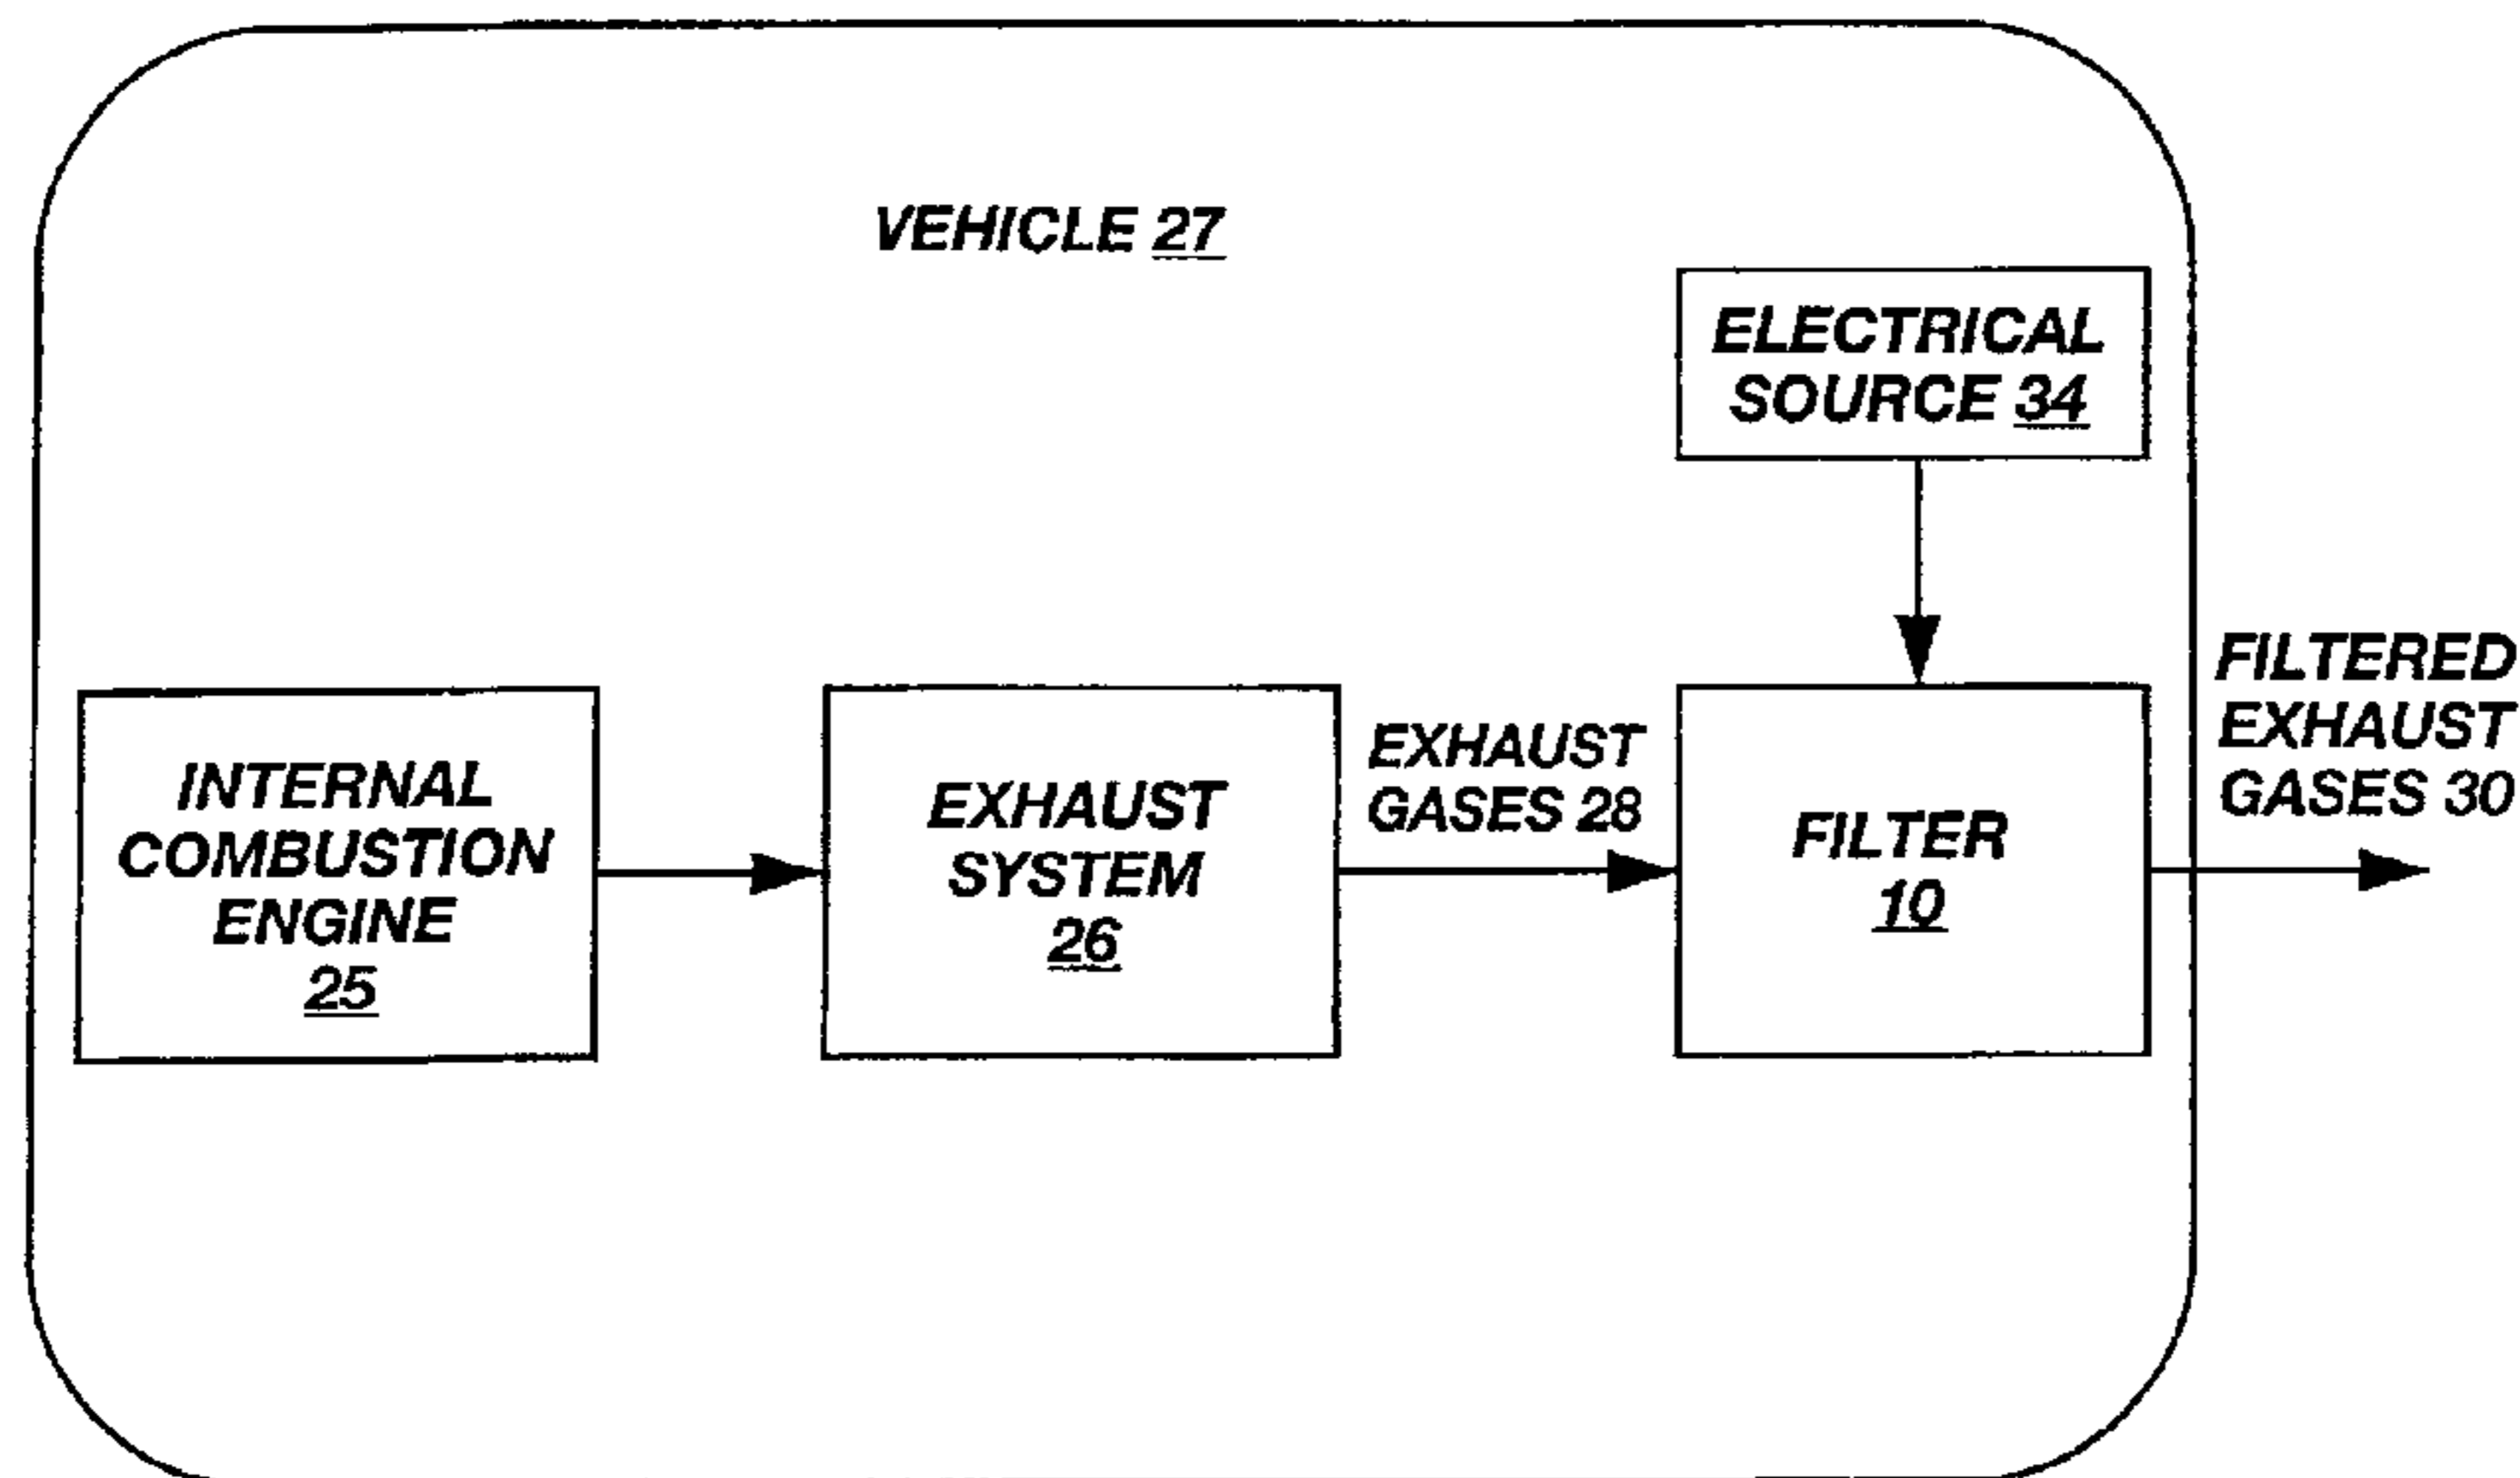 VEHICLE 27
ELECTRICAL
SOURCE 34
INTERNAL
COMBUSTION
ENGINE
25
EXHAUST
SYSTEM
26
EXHAUST
GASES 28
FILTER
10
FILTERED
EXHAUST
GASES 30